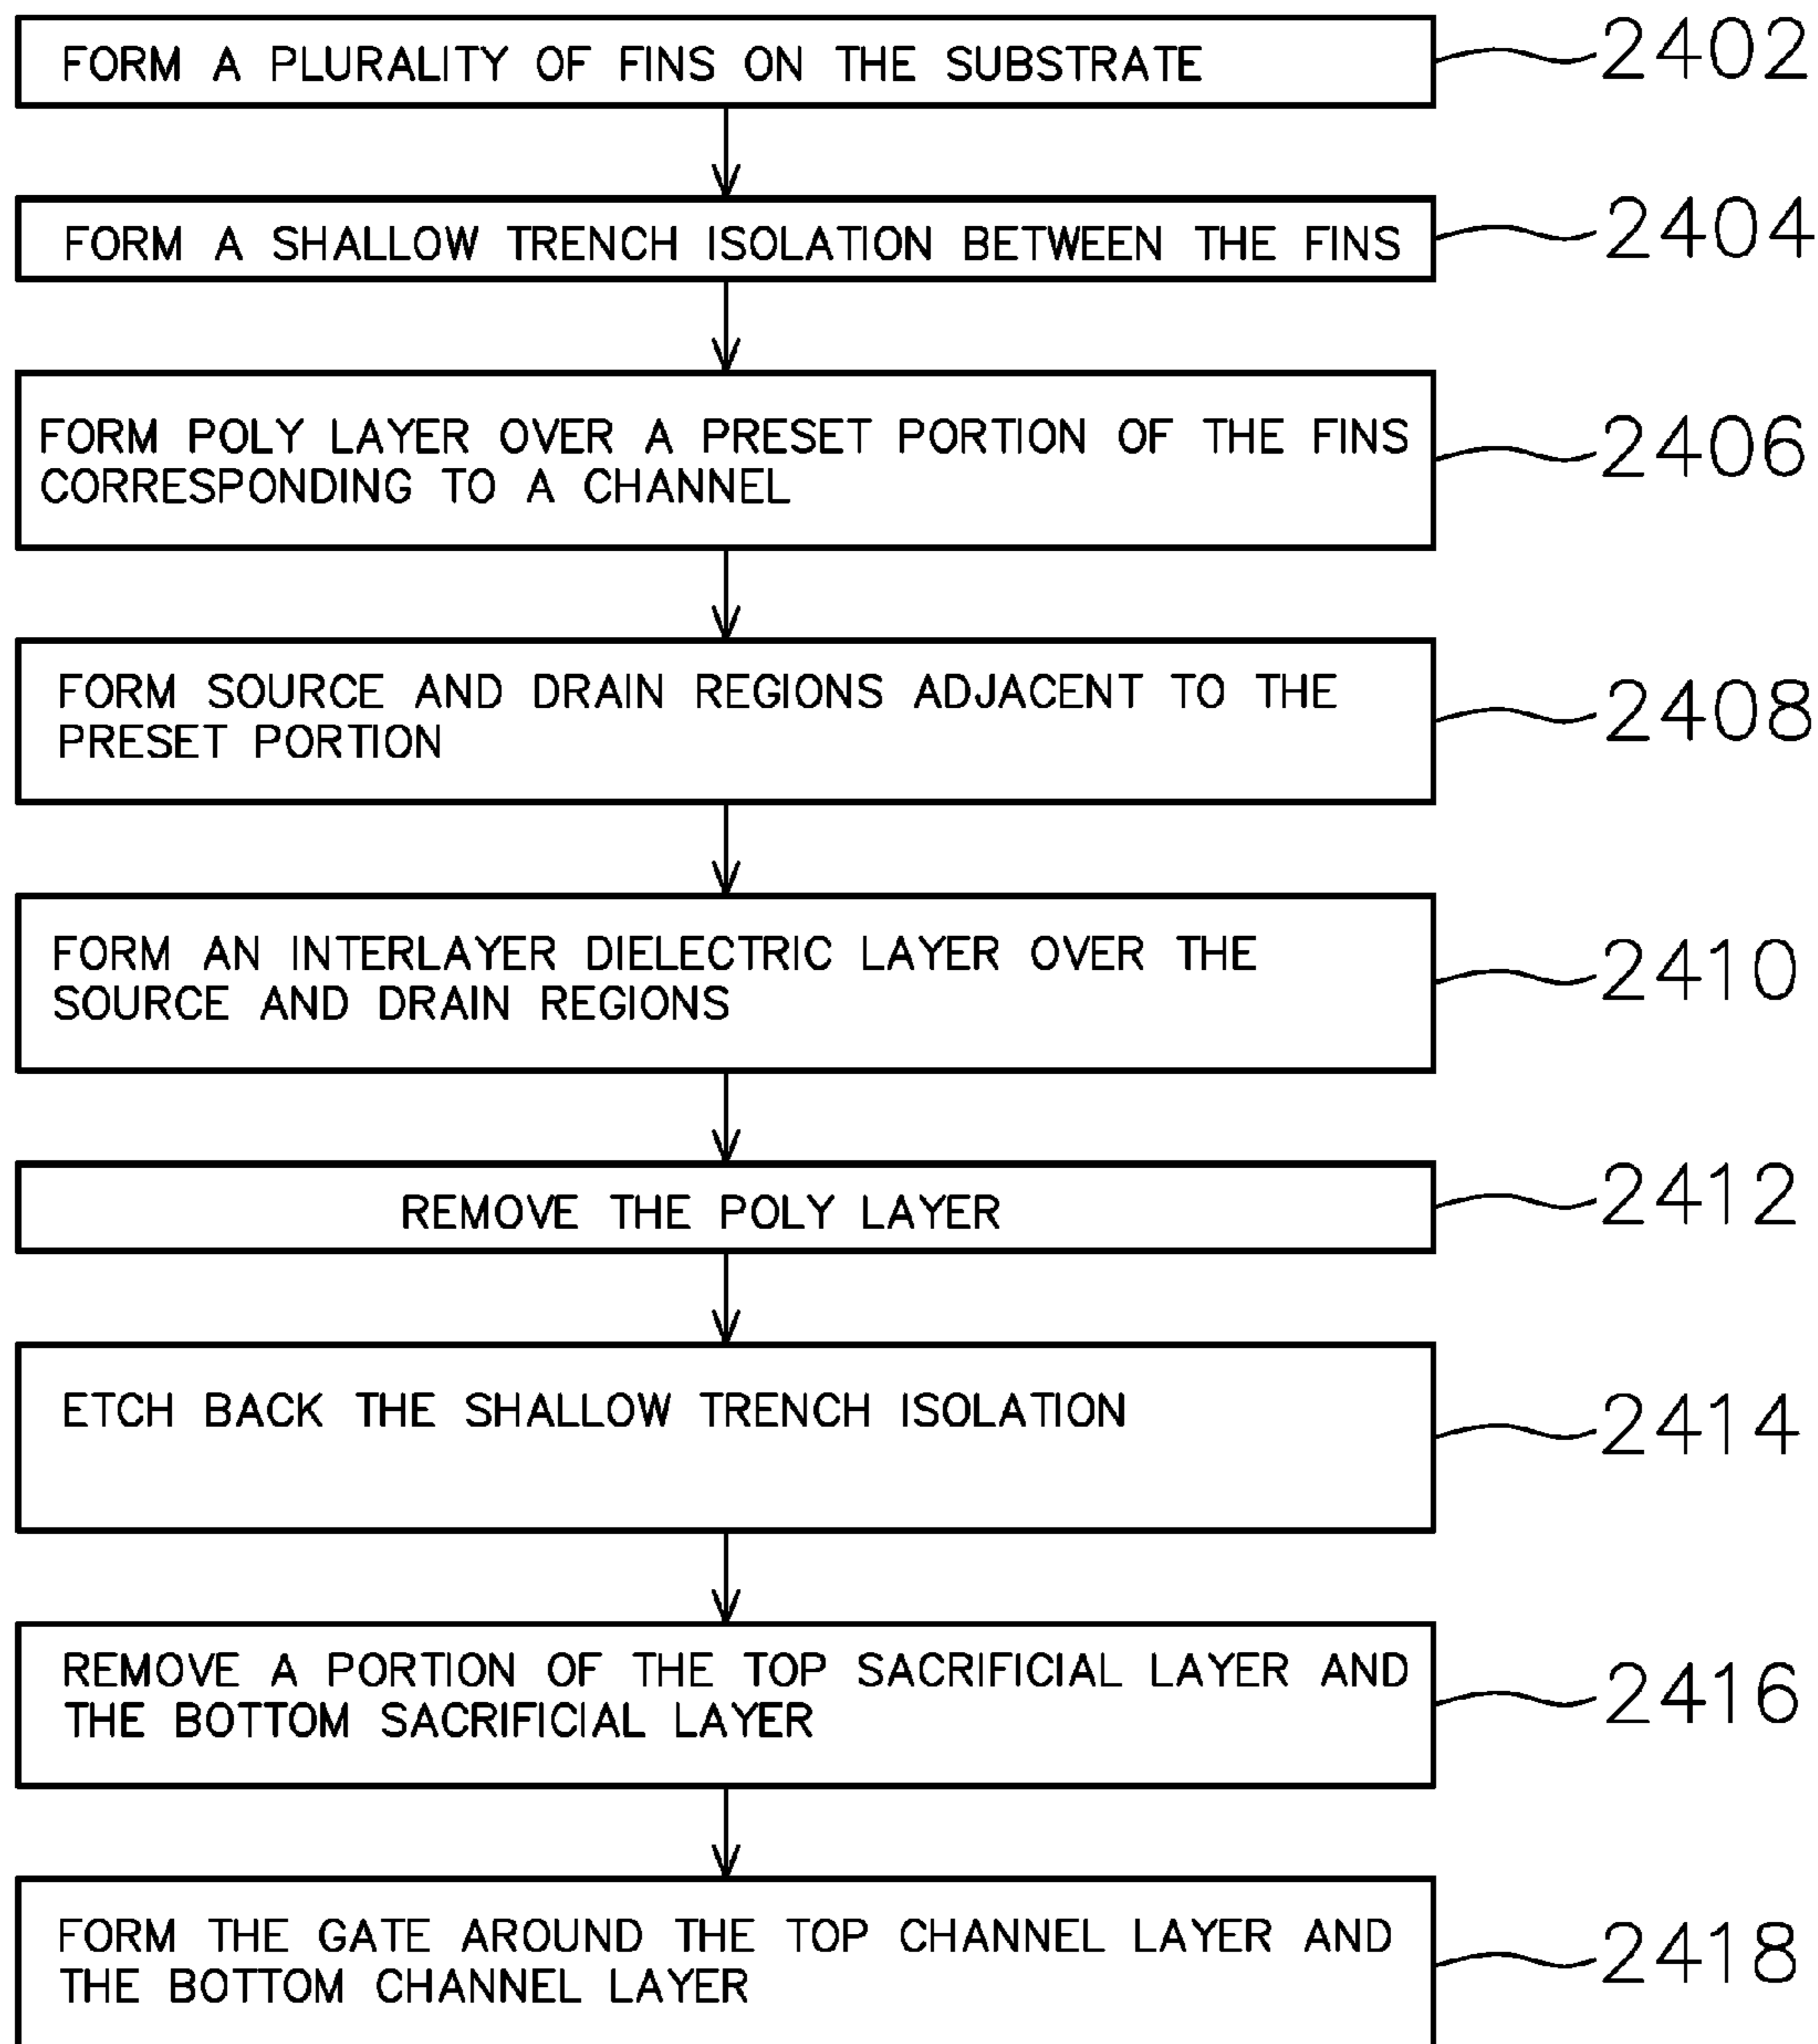 FORM A PLURALITY OF FINS ON THE SUBSTRATE
2402
FORM A SHALLOW TRENCH ISOLATION BETWEEN THE FINS
2404
FORM POLY LAYER OVER A PRESET PORTION OF THE FINS
CORRESPONDING TO A CHANNEL
2406
FORM SOURCE AND DRAIN REGIONS ADJACENT TO THE
PRESET PORTION
2408
FORM AN INTERLAYER DIELECTRIC LAYER OVER THE
SOURCE AND DRAIN REGIONS
2410
REMOVE THE POLY LAYER
2412
ETCH BACK THE SHALLOW TRENCH ISOLATION
2414
REMOVE A PORTION OF THE TOP SACRIFICIAL LAYER AND
THE BOTTOM SACRIFICIAL LAYER
2416
FORM THE GATE AROUND THE TOP CHANNEL LAYER AND
THE BOTTOM CHANNEL LAYER
2418